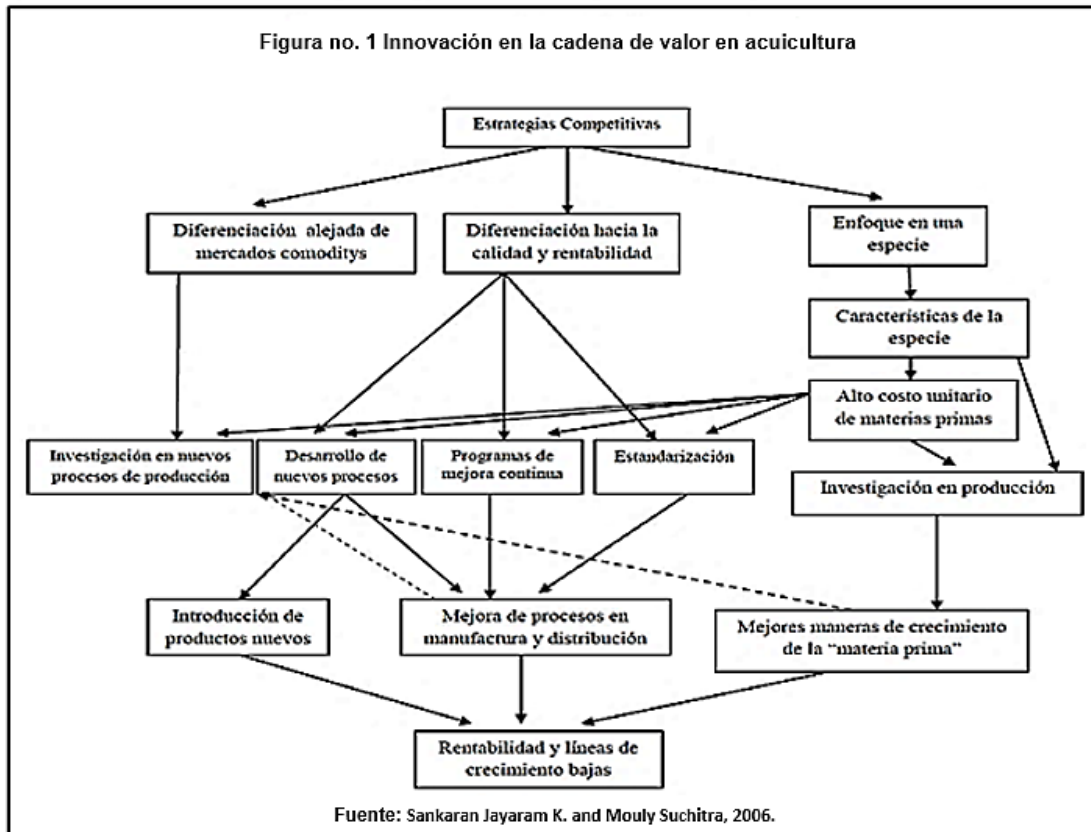 Figura no. 1 Innovación en la cadena de valor en acuicultura
Estrategias Competitivas
Diferenciación alejada de
mercados comoditys
Diferenciación hacia la
calidad y rentabilidad
Enfoque en una
especie
Características de la
especie
Alto costo unitario
de materias primas
Investigación en nuevos
procesos de producción
Desarrollo de
nuevos procesos
Programas de
mejora continua
Estandarización
Investigación en producción
Introducción de
productos nuevos
Mejora de procesos en
manufactura y distribución
Mejores maneras de crecimiento
de la “materia prima”
Rentabilidad y líneas de
crecimiento bajas
Fuente: Sankaran Jayaram K. and Mouly Suchitra, 2006.